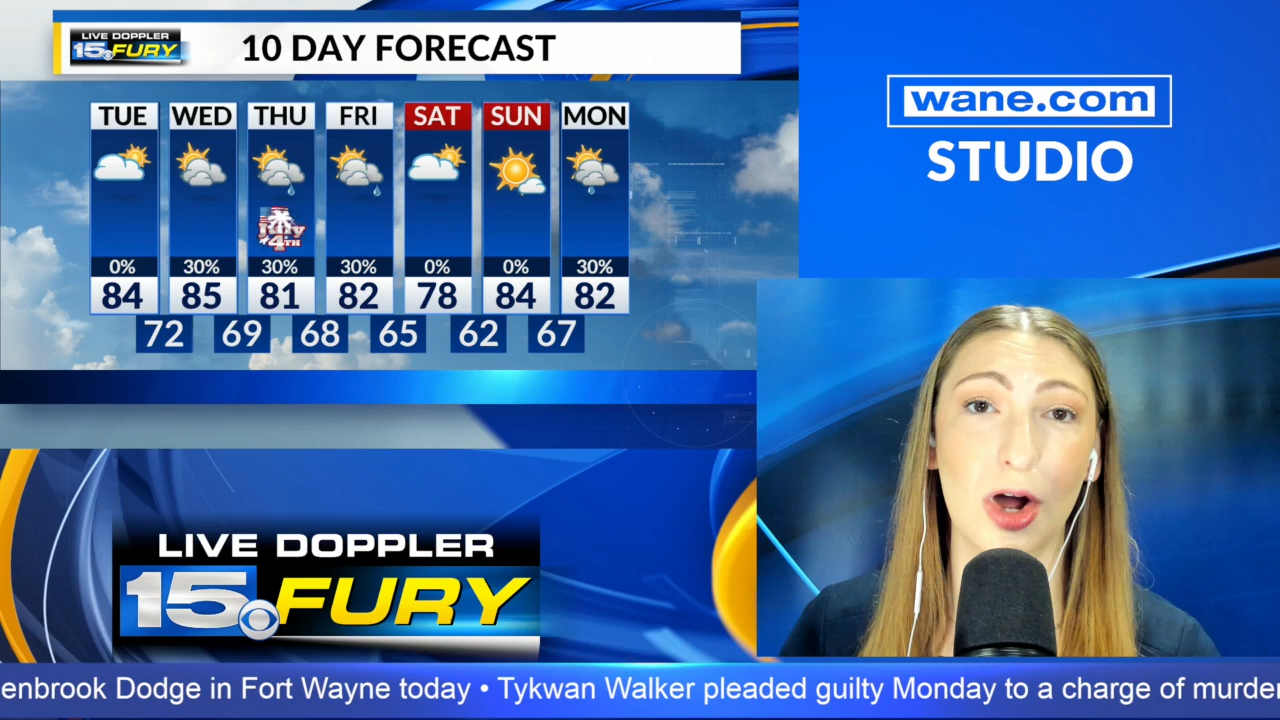 LIVE DOPPLER
15 FURY
10 DAY FORECAST
TUE WED THU FRI SAT SUN MON
JULY
4TH
0% 30% 30% 30% 0% 0% 30%
84 85 81 82 78 84 82
72 69 68 65 62 67
wane.com
STUDIO
LIVE DOPPLER
15 FURY
enbrook Dodge in Fort Wayne today • Tykwan Walker pleaded guilty Monday to a charge of murder